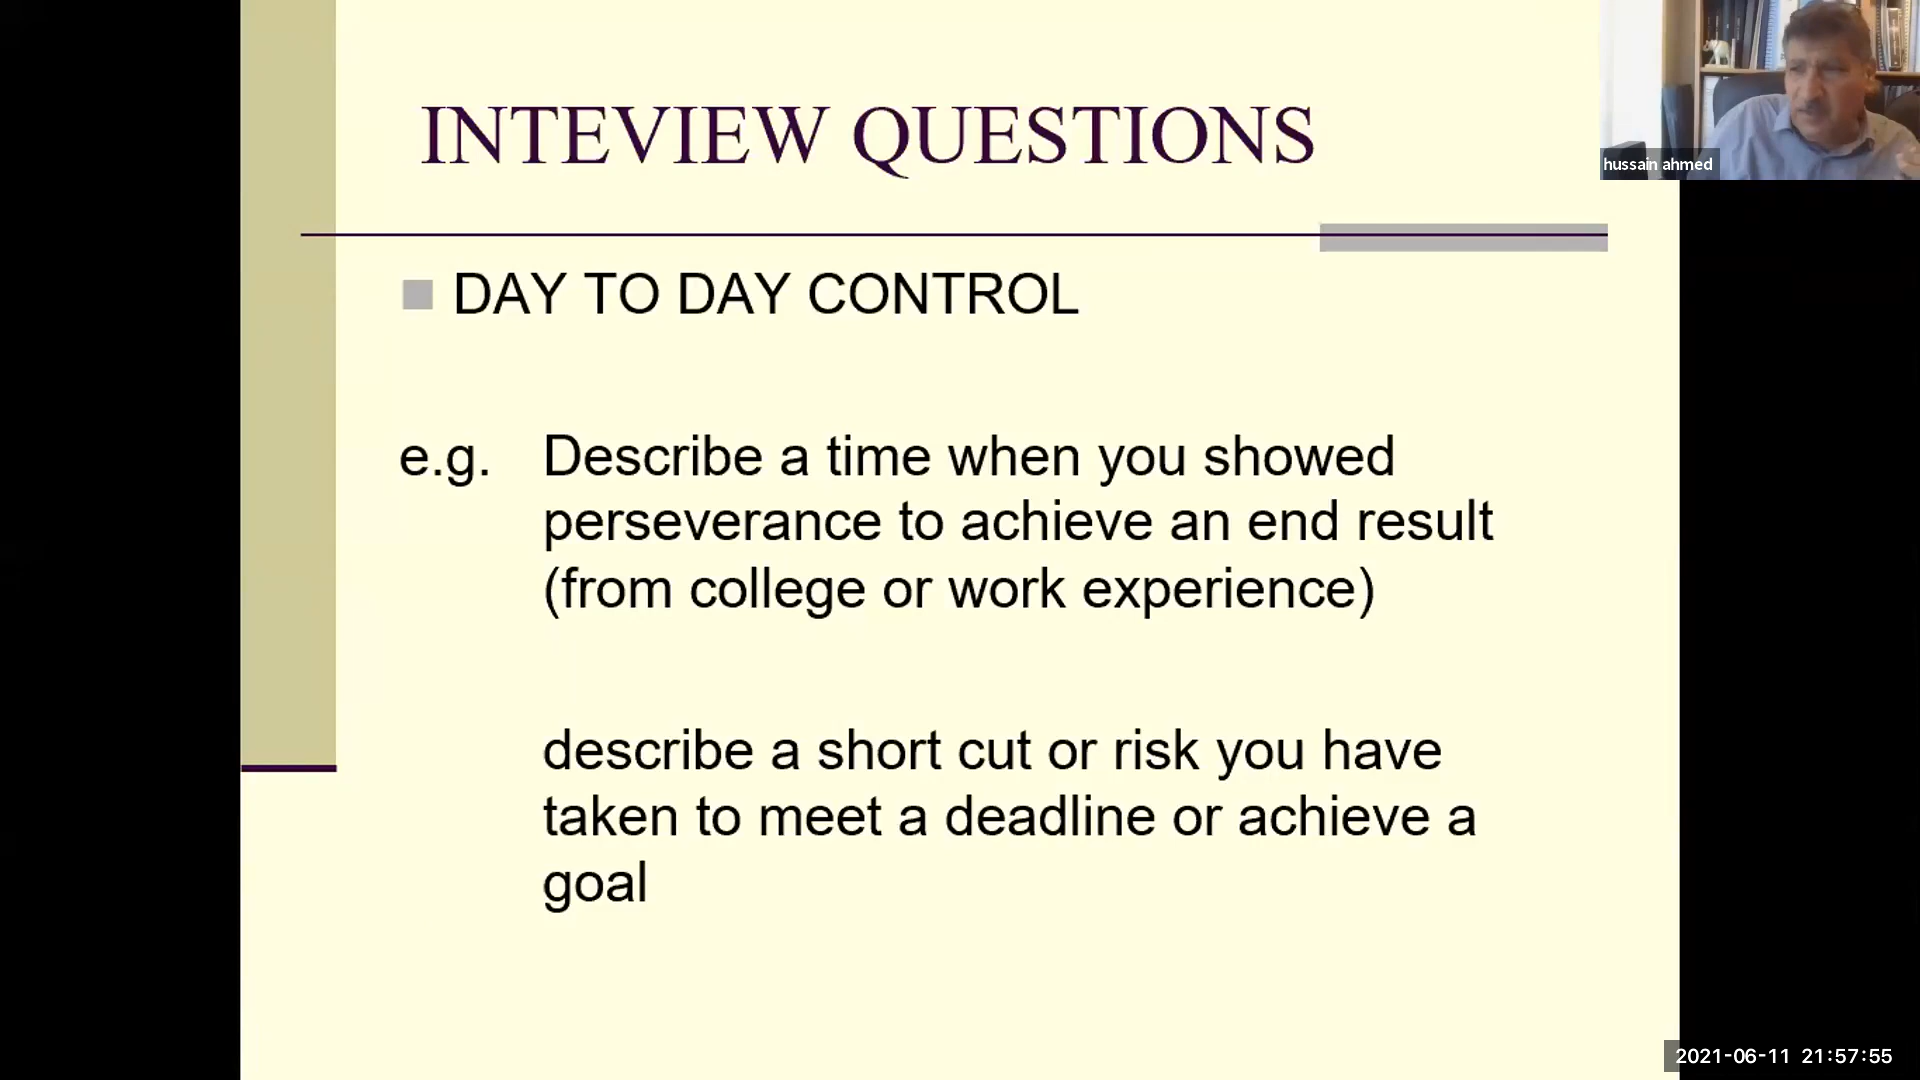 INTEVIEW QUESTIONS
hussain ahmed
DAY TO DAY CONTROL
e.g. Describe a time when you showed
perseverance to achieve an end result
(from college or work experience)
describe a short cut or risk you have
taken to meet a deadline or achieve a
goal
2021-06-11 21:57:55